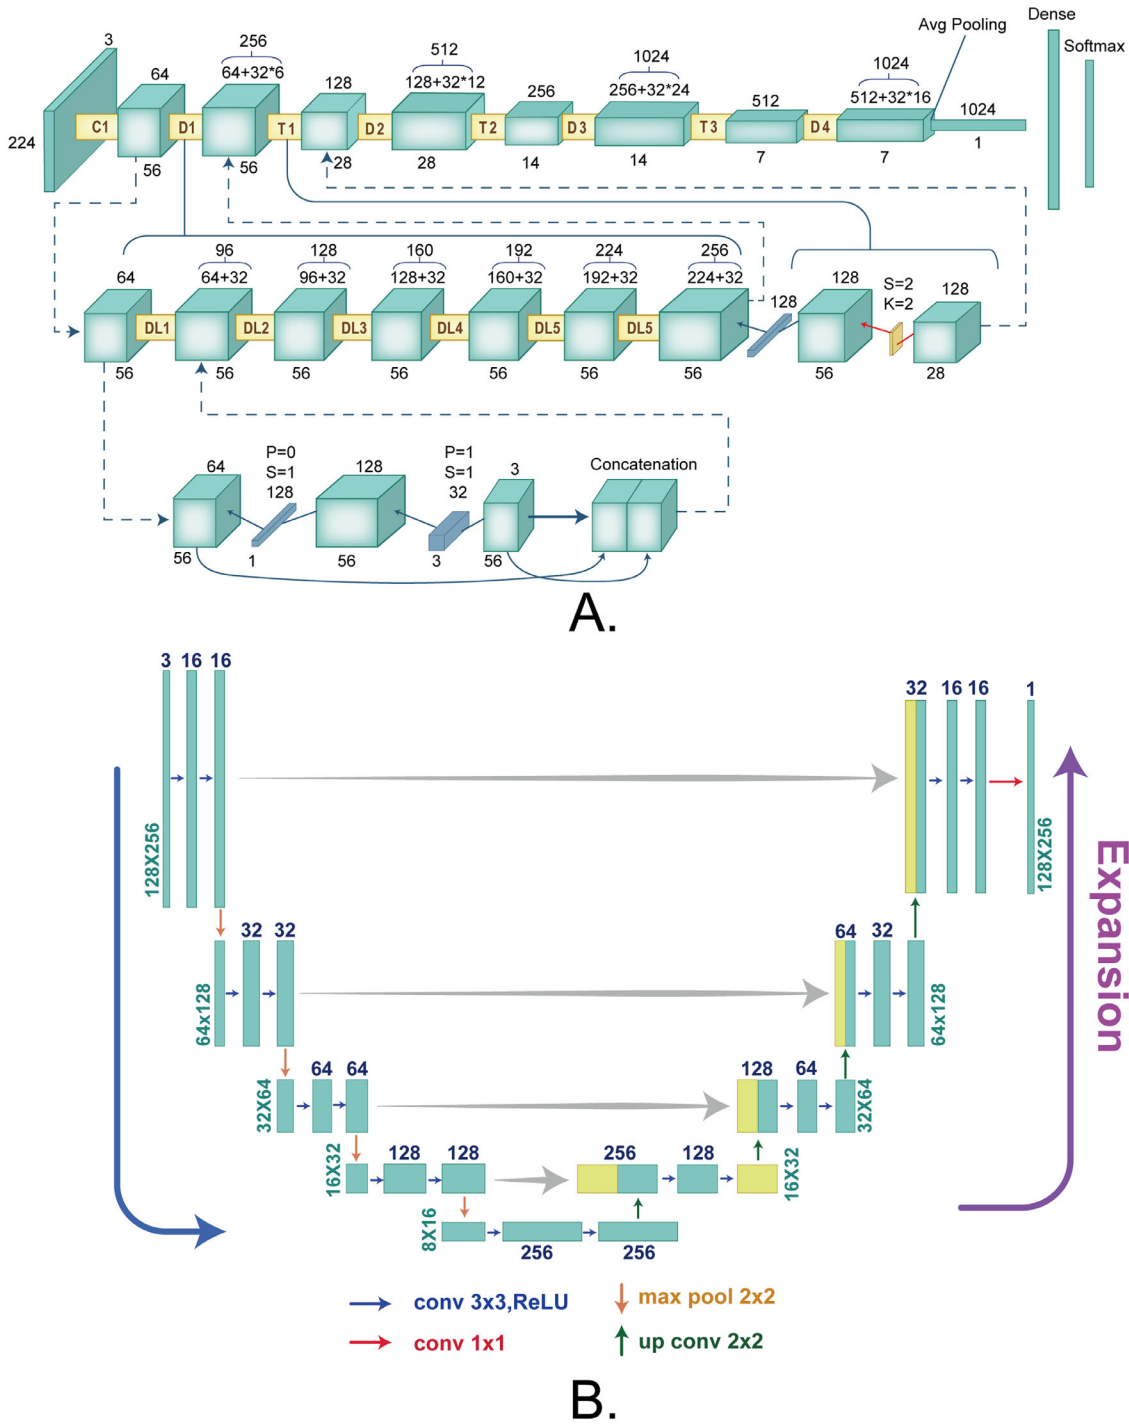 Dense
Avg Pooling
Softmax
3
64
256
64+32*6
128
512
128+32*12
256
1024
256+32*24
512
1024
512+32*16
1024
C1
D1
T1
D2
T2
D3
T3
D4
224
56
56
28
28
14
14
7
7
1
64
96
64+32
128
96+32
160
128+32
192
160+32
224
192+32
256
224+32
128
128
S=2
K=2
128
DL1
DL2
DL3
DL4
DL5
DL5
56
56
56
56
56
56
56
56
28
64
P=0
S=1
128
128
P=1
S=1
32
3
Concatenation
56
1
56
3
56
A.
3 16 16
32 16 16 1
128X256
128X256
Expansion
32 32
64 32
64x128
64x128
64 64
128 64
32X64
32X64
128 128
256 128
16X32
16X32
8X16
256 256
conv 3x3,ReLU
max pool 2x2
conv 1x1
up conv 2x2
B.